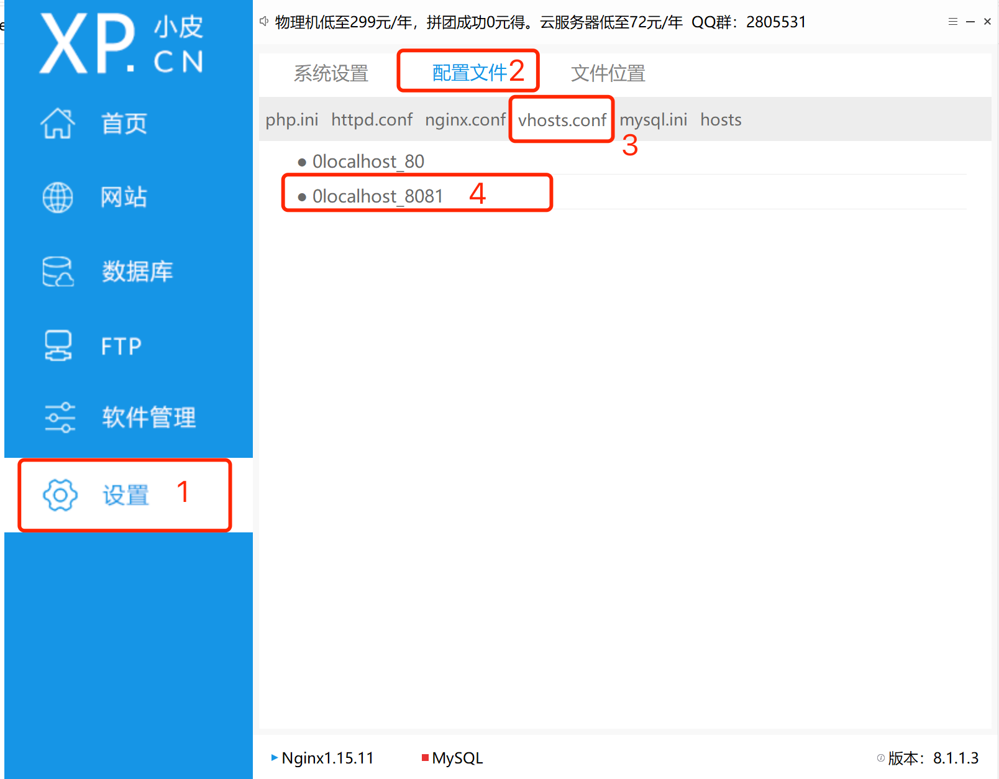 XP.小皮
CN
首页
网站
数据库
FTP
软件管理
设置 1
物理机低至299元/年，拼团成功0元得。云服务器低至72元/年 QQ群：2805531
系统设置 配置文件2 文件位置
php.ini httpd.conf nginx.conf vhosts.conf mysql.ini hosts
3
0localhost_80
0localhost_8081 4
Nginx1.15.11 MySQL 版本：8.1.1.3